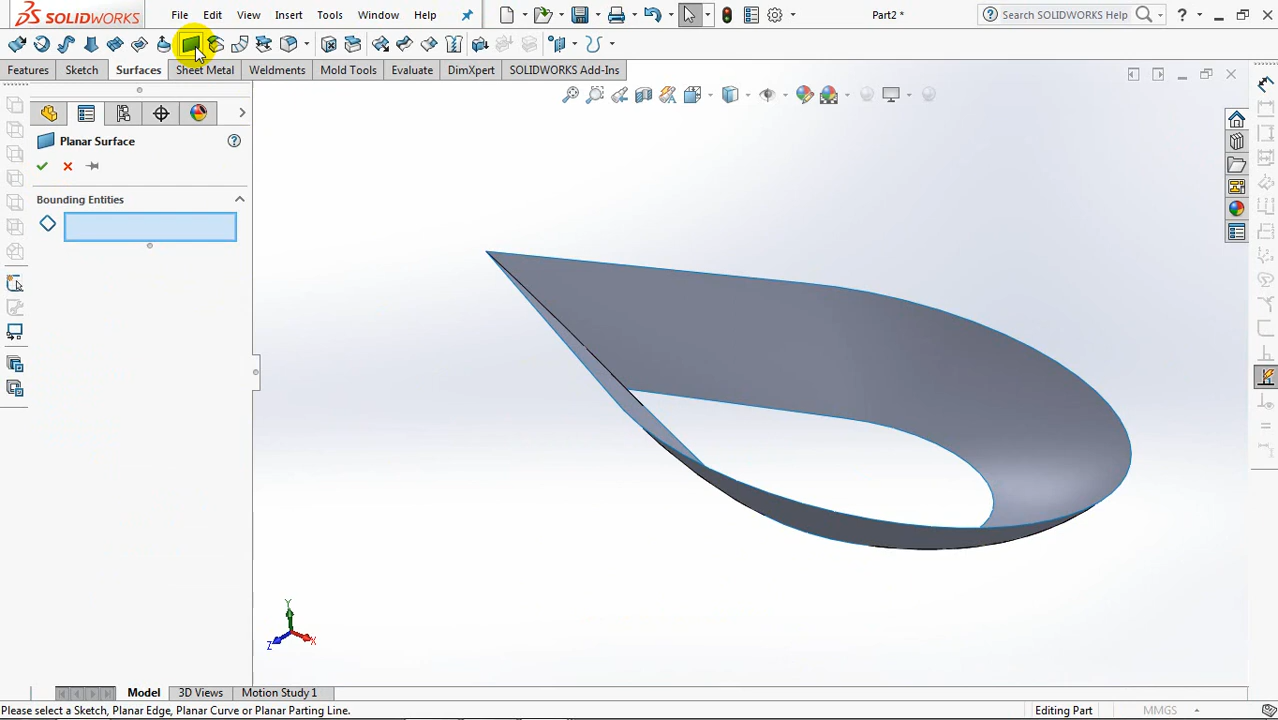 SOLIDWORKS
File Edit View Insert Tools Window Help
Part2 *
Search SOLIDWORKS Help
Features Sketch Surfaces Sheet Metal Weldments Mold Tools Evaluate DimXpert SOLIDWORKS Add-Ins
Planar Surface
Bounding Entities
Y
Z X
Model 3D Views Motion Study 1
Please select a Sketch, Planar Edge, Planar Curve or Planar Parting Line.
Editing Part
MMGS